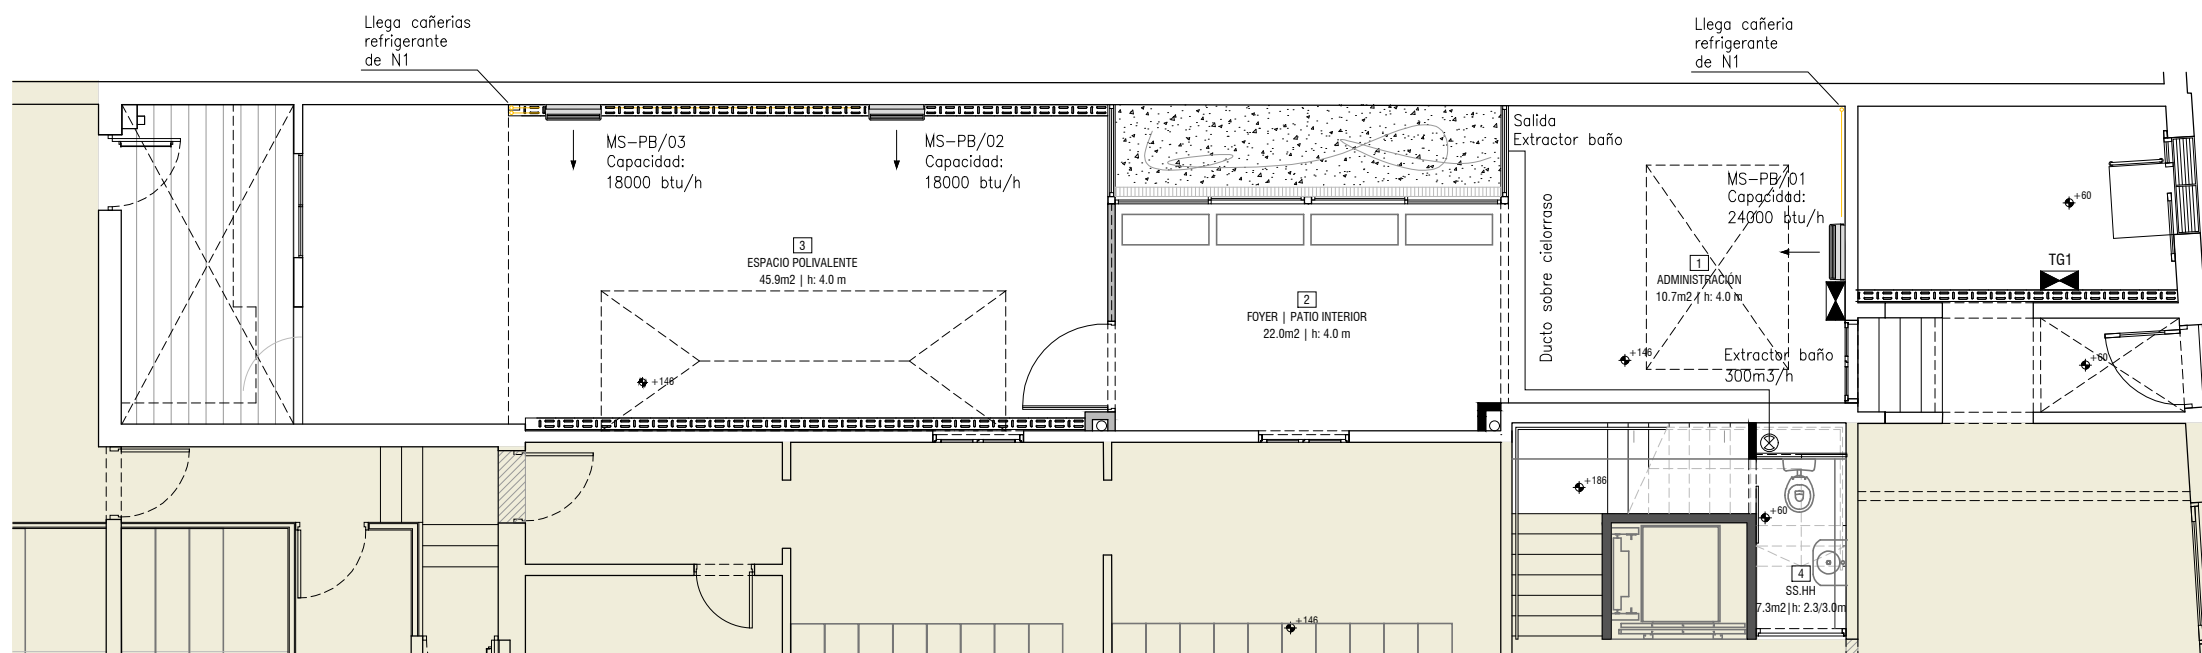 Llega cañerias
refrigerante
de N1
Llega cañeria
refrigerante
de N1
MS-PB/03
Capacidad:
18000 btu/h
MS-PB/02
Capacidad:
18000 btu/h
Salida
Extractor baño
MS-PB/01
Capacidad:
24000 btu/h
+60
3
ESPACIO POLIVALENTE
45.9m2 | h: 4.0 m
Ducto sobre cielorraso
1
ADMINISTRACIÓN
10.7m2 / h: 4.0 m
TG1
2
FOYER | PATIO INTERIOR
22.0m2 | h: 4.0 m
+146
Extractor baño
300m3/h
+60
+146
+186
+60
4
SS.HH
7.3m2|h: 2.3/3.0m
+146